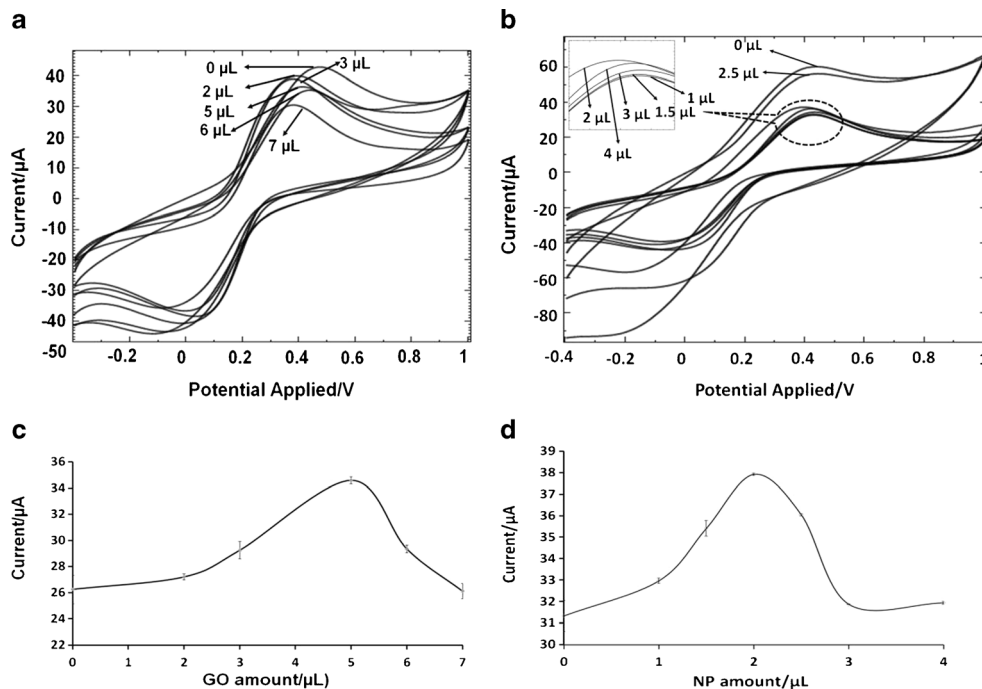 a
Current/μA
40
30
20
10
0
-10
-20
-30
-40
-50
0 μL
3 μL
2 μL
5 μL
6 μL
7 μL
-0.2
0
0.2
0.4
0.6
0.8
1
Potential Applied/V
b
Current/μA
60
40
20
0
-20
-40
-60
-80
0 μL
2.5 μL
1 μL
2 μL
3 μL
1.5 μL
4 μL
-0.4
-0.2
0
0.2
0.4
0.6
0.8
1
Potential Applied/V
c
Current/μA
36
34
32
30
28
26
24
22
0
1
2
3
4
5
6
7
GO amount/μL)
d
Current/μA
39
38
37
36
35
34
33
32
31
30
0
1
2
3
4
NP amount/μL